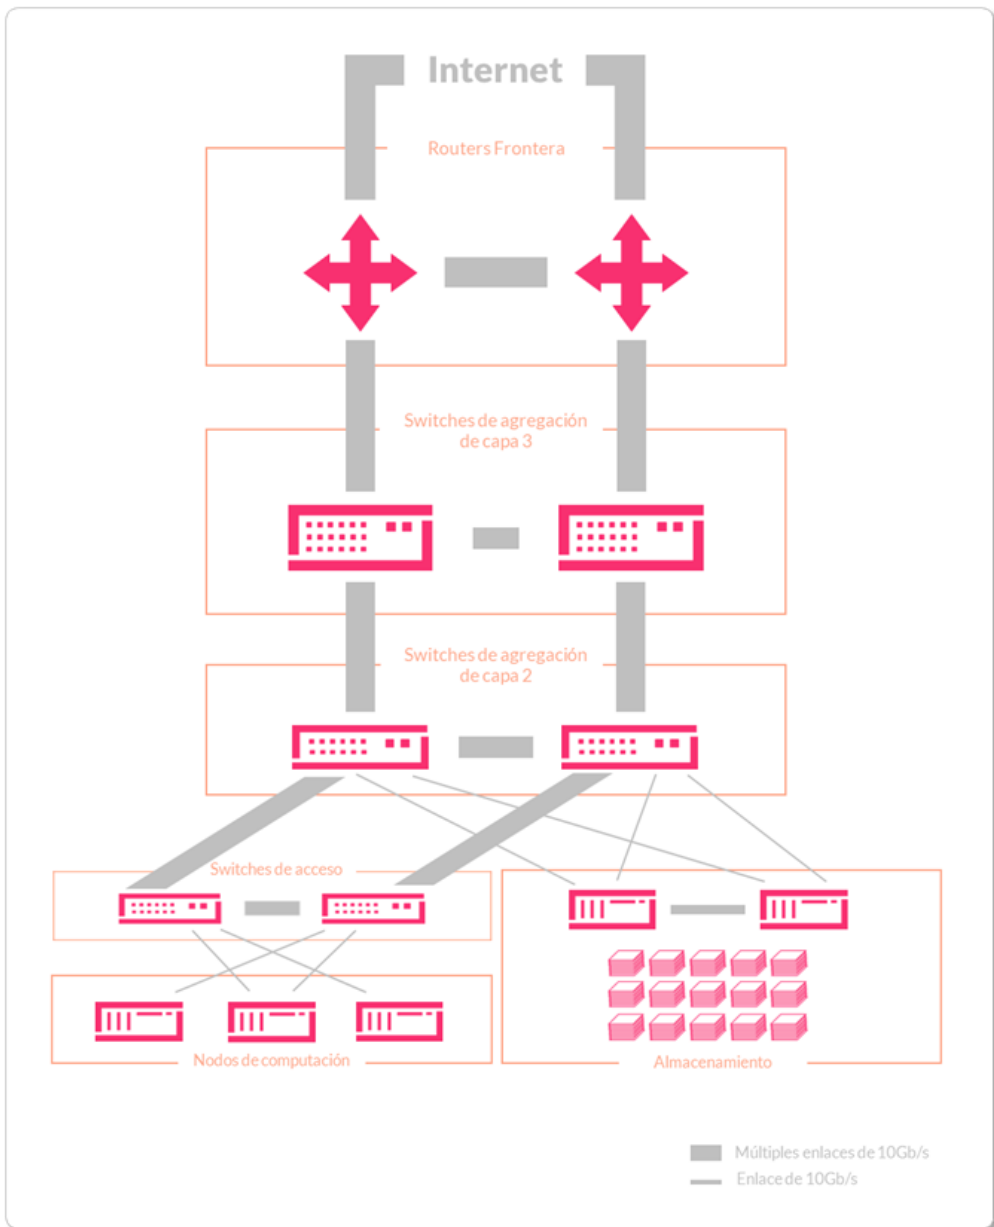 Internet
Routers Frontera
Switches de agregación
de capa 3
Switches de agregación
de capa 2
Switches de acceso
Nodos de computación
Almacenamiento
Múltiples enlaces de 10Gb/s
Enlace de 10Gb/s